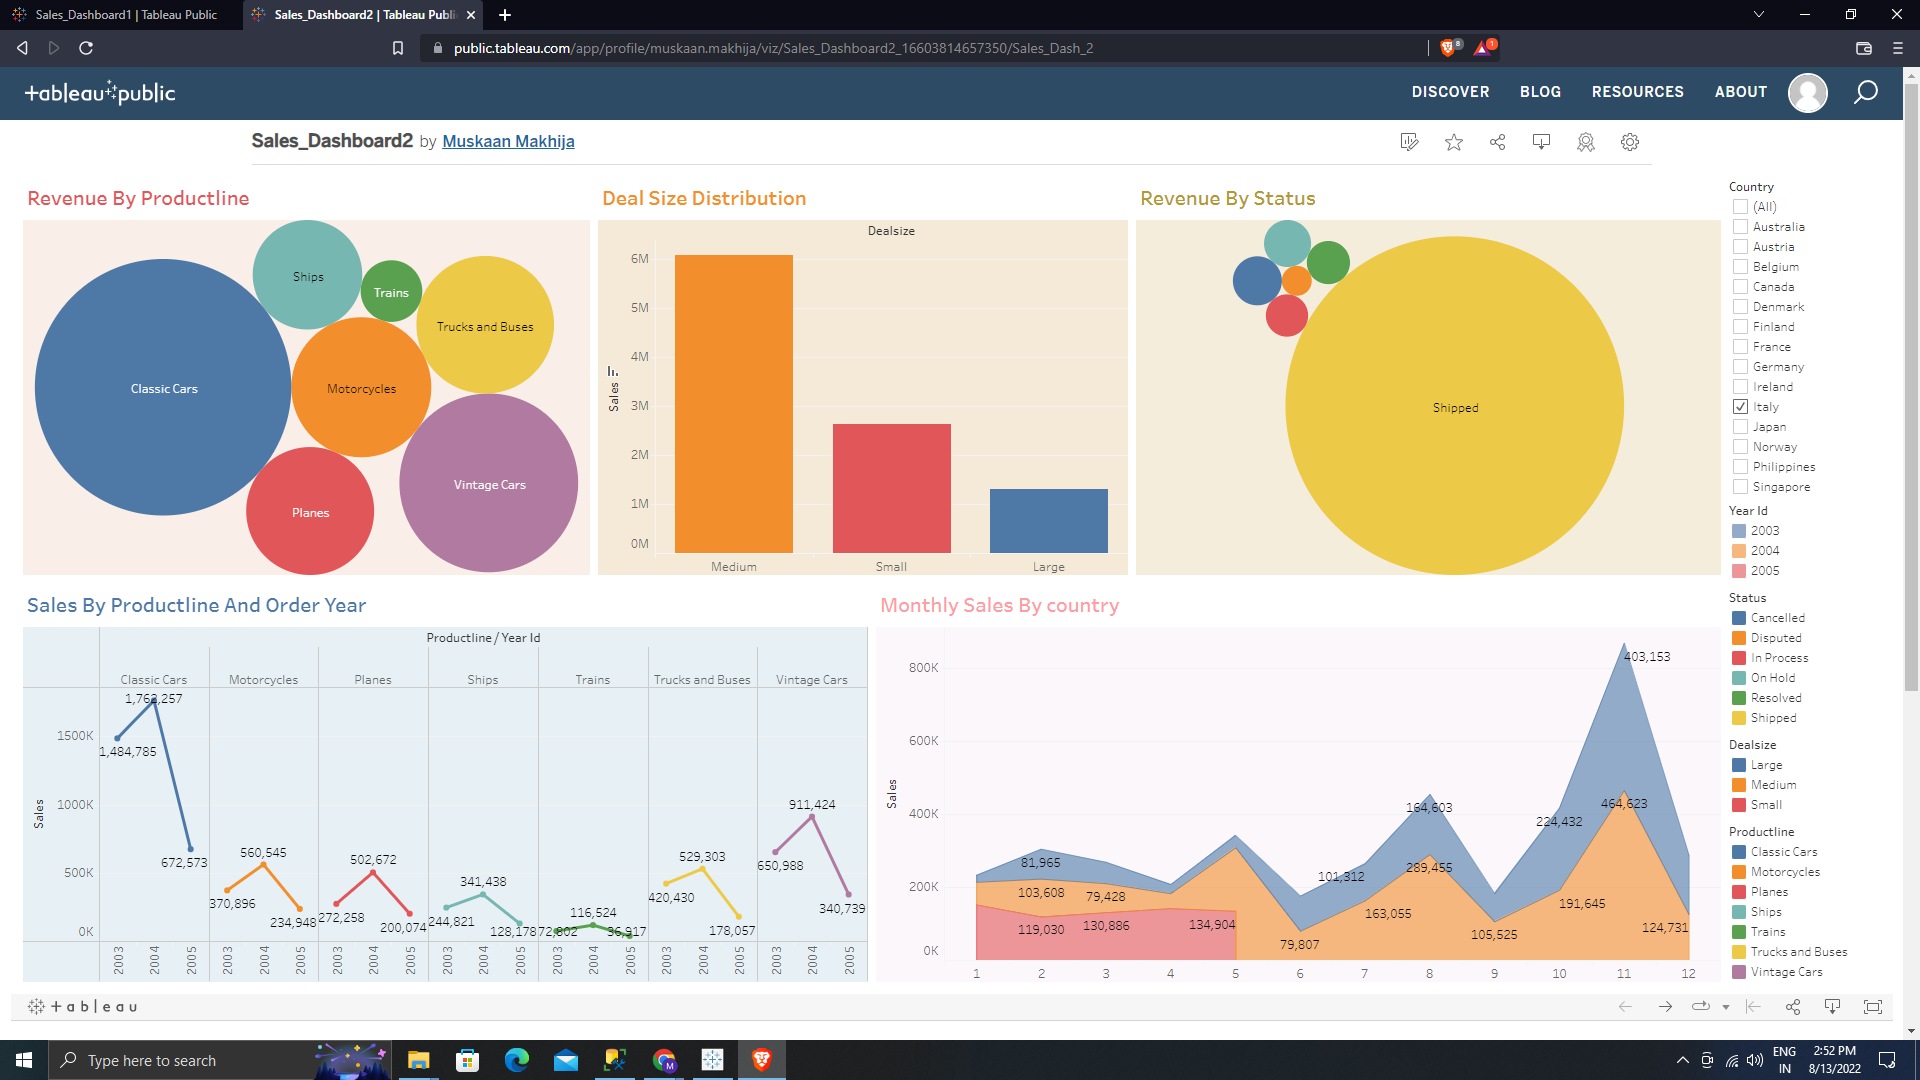 Sales_Dashboard1 | Tableau Public
Sales_Dashboard2 | Tableau Publi
public.tableau.com/app/profile/muskaan.makhija/viz/Sales_Dashboard2_16603814657350/Sales_Dash_2
8
1
+ableau public
DISCOVER BLOG RESOURCES ABOUT
Sales_Dashboard2 by Muskaan Makhija
Revenue By Productline
Ships
Trains
Trucks and Buses
Classic Cars
Motorcycles
Vintage Cars
Planes
Deal Size Distribution
Dealsize
6M
5M
4M
3M
2M
1M
0M
Sales
Medium Small Large
Revenue By Status
Shipped
Country
(All)
Australia
Austria
Belgium
Canada
Denmark
Finland
France
Germany
Ireland
Italy
Japan
Norway
Philippines
Singapore
Year Id
2003
2004
2005
Status
Cancelled
Disputed
In Process
On Hold
Resolved
Shipped
Dealsize
Large
Medium
Small
Productline
Classic Cars
Motorcycles
Planes
Ships
Trains
Trucks and Buses
Vintage Cars
Sales By Productline And Order Year
Productline / Year Id
Classic Cars Motorcycles Planes Ships Trains Trucks and Buses Vintage Cars
1500K
1000K
500K
0K
Sales
1,484,785 1,762,257 672,573
370,896 560,545 234,948
272,258 502,672 200,074
244,821 341,438 128,178
72,802 116,524 36,917
420,430 529,303 178,057
650,988 911,424 340,739
2003 2004 2005 2003 2004 2005 2003 2004 2005 2003 2004 2005 2003 2004 2005 2003 2004 2005 2003 2004 2005
Monthly Sales By country
800K
600K
400K
200K
0K
Sales
403,153
164,603
464,623
224,432
81,965
101,312
289,455
103,608
79,428
163,055
191,645
119,030
130,886
134,904
79,807
105,525
124,731
1 2 3 4 5 6 7 8 9 10 11 12
+ a b l e a u
Type here to search
M
ENG
IN
2:52 PM
8/13/2022